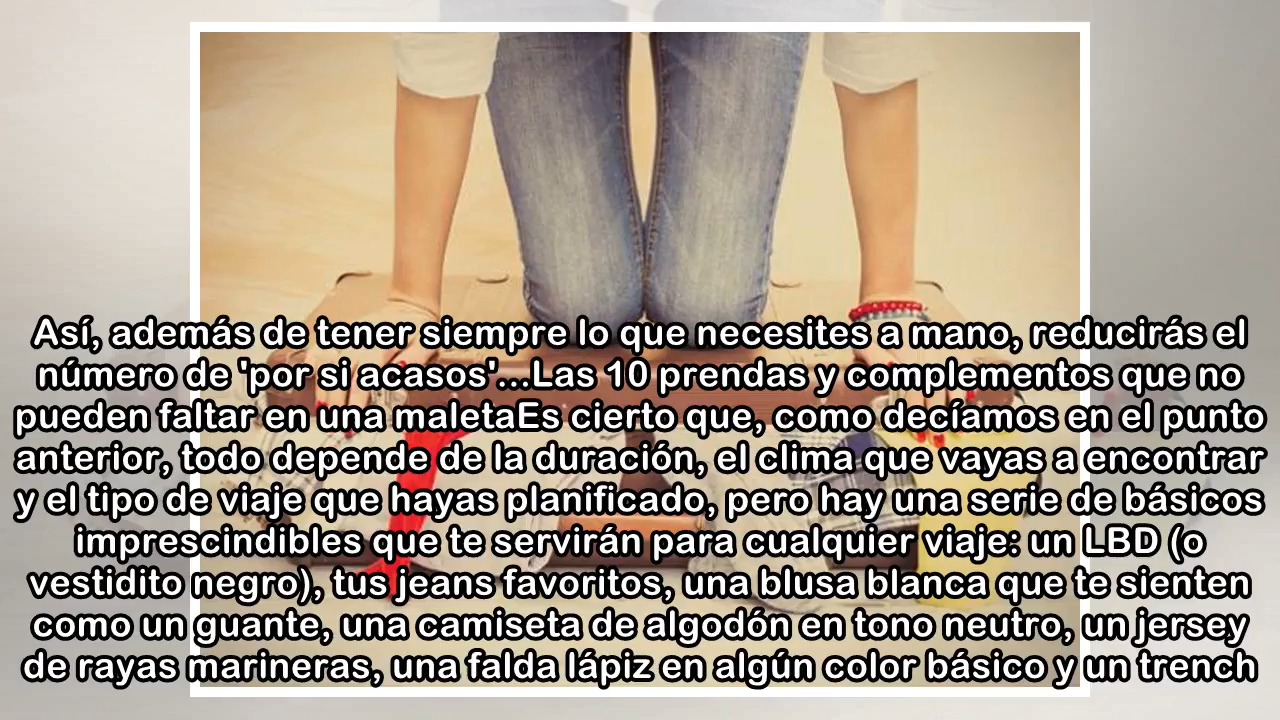 Así, además de tener siempre lo que necesites a mano, reducirás el
número de 'por si acasos'...Las 10 prendas y complementos que no
pueden faltar en una maletaEs cierto que, como decíamos en el punto
anterior, todo depende de la duración, el clima que vayas a encontrar
y el tipo de viaje que hayas planificado, pero hay una serie de básicos
imprescindibles que te servirán para cualquier viaje: un LBD (o
vestidito negro), tus jeans favoritos, una blusa blanca que te sienten
como un guante, una camiseta de algodón en tono neutro, un jersey
de rayas marineras, una falda lápiz en algún color básico y un trench